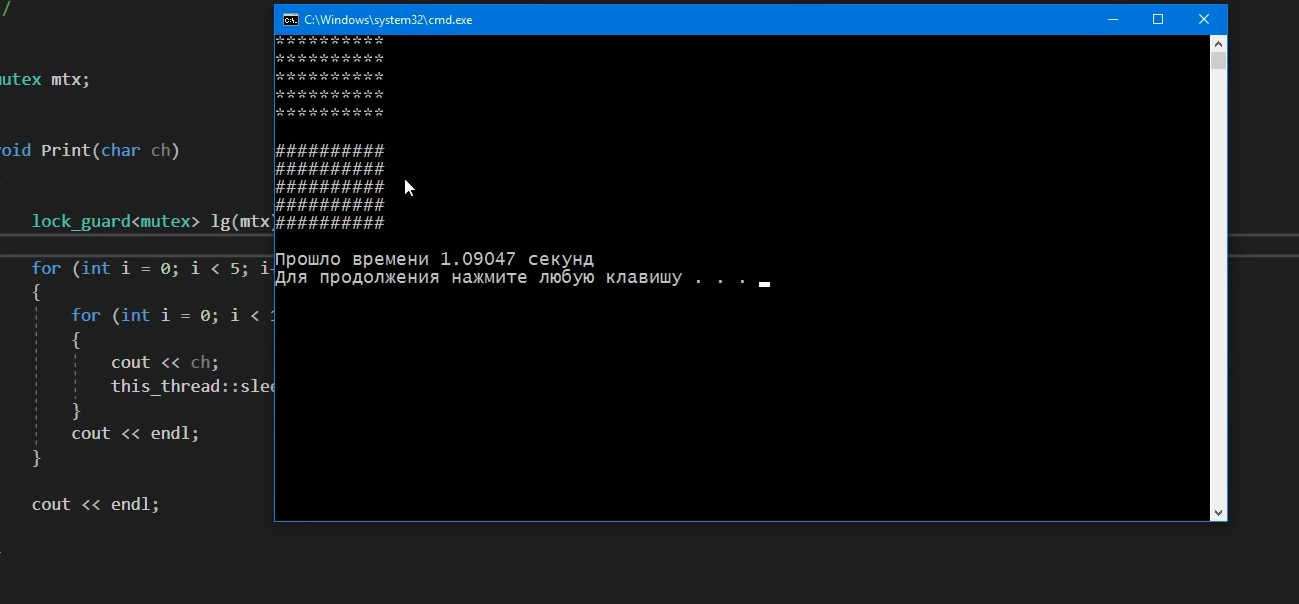 /
mutex mtx;
void Print(char ch)
lock_guard<mutex> lg(mtx)
for (int i = 0; i < 5; i
{
for (int i = 0; i < 1
{
cout << ch;
this_thread::slee
}
cout << endl;
}
cout << endl;
C:\Windows\system32\cmd.exe
**********
**********
**********
**********
**********
##########
##########
##########
##########
##########
Прошло времени 1.09047 секунд
Для продолжения нажмите любую клавишу . . .